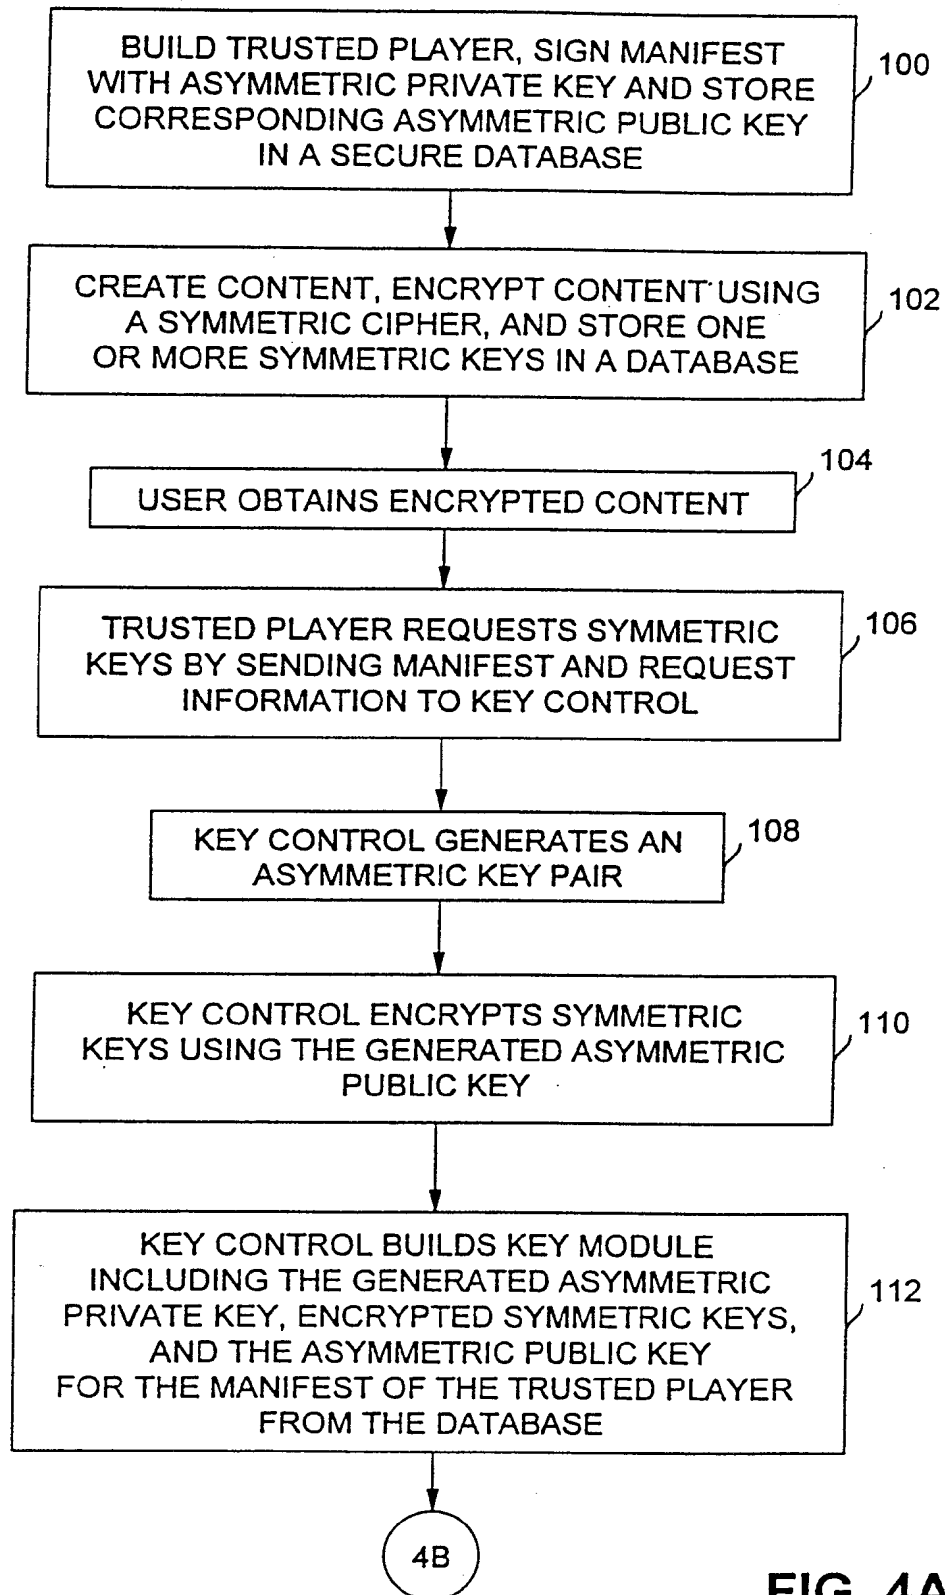 BUILD TRUSTED PLAYER, SIGN MANIFEST
WITH ASYMMETRIC PRIVATE KEY AND STORE
CORRESPONDING ASYMMETRIC PUBLIC KEY
IN A SECURE DATABASE
100
CREATE CONTENT, ENCRYPT CONTENT USING
A SYMMETRIC CIPHER, AND STORE ONE
OR MORE SYMMETRIC KEYS IN A DATABASE
102
104
USER OBTAINS ENCRYPTED CONTENT
TRUSTED PLAYER REQUESTS SYMMETRIC
KEYS BY SENDING MANIFEST AND REQUEST
INFORMATION TO KEY CONTROL
106
KEY CONTROL GENERATES AN
ASYMMETRIC KEY PAIR
108
KEY CONTROL ENCRYPTS SYMMETRIC
KEYS USING THE GENERATED ASYMMETRIC
PUBLIC KEY
110
KEY CONTROL BUILDS KEY MODULE
INCLUDING THE GENERATED ASYMMETRIC
PRIVATE KEY, ENCRYPTED SYMMETRIC KEYS,
AND THE ASYMMETRIC PUBLIC KEY
FOR THE MANIFEST OF THE TRUSTED PLAYER
FROM THE DATABASE
112
4B
FIG. 4A